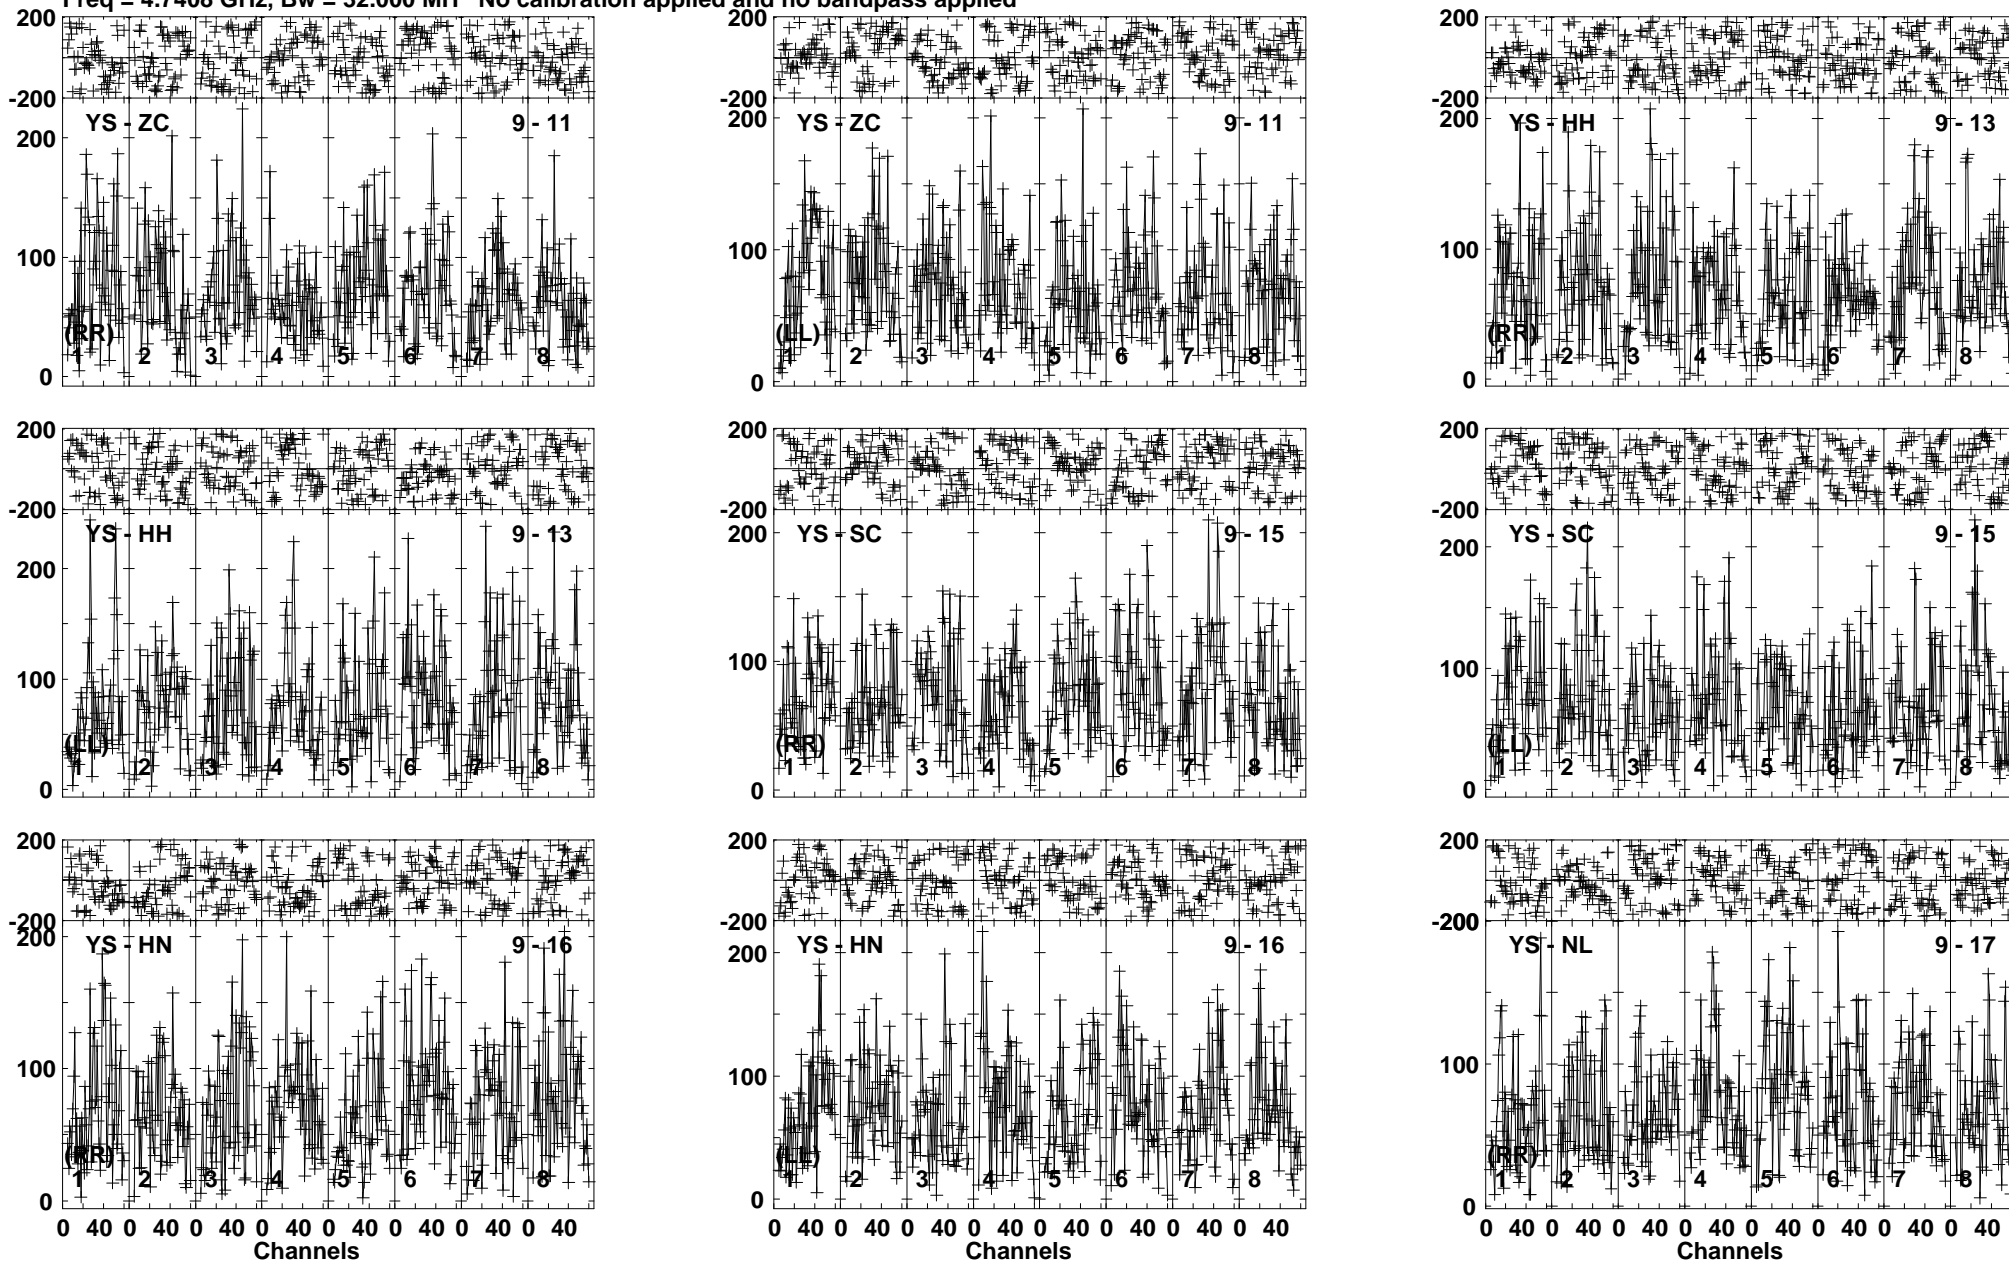 Freq = 4.7408 GHz, Bw = 32.000 MH No calibration applied and no bandpass applied
200 200 200
-200 -200 -200
YS - ZC 9 - 11 YS - ZC 9 - 11 YS - HH 9 - 13
200 200 200
100 100 100
(RR) (LL) (RR)
1 2 3 4 5 6 7 8 1 2 3 4 5 6 7 8 1 2 3 4 5 6 7 8
0 0 0
200 200 200
-200 -200 -200
YS - HH 9 - 13 YS - SC 9 - 15 YS - SC 9 - 15
200 200 200
100 100 100
(LL) (RR) (LL)
1 2 3 4 5 6 7 8 1 2 3 4 5 6 7 8 1 2 3 4 5 6 7 8
0 0 0
200 200 200
-200 -200 -200
YS - HN 9 - 16 YS - HN 9 - 16 YS - NL 9 - 17
200 200 200
100 100 100
(RR) (LL) (RR)
1 2 3 4 5 6 7 8 1 2 3 4 5 6 7 8 1 2 3 4 5 6 7 8
0 0 0
0 40 0 40 0 40 0 40 0 40 0 40 0 40 0 40 0 40 0 40 0 40 0 40 0 40 0 40 0 40 0 40 0 40 0 40 0 40 0 40 0 40 0 40 0 40 0 40
Channels Channels Channels